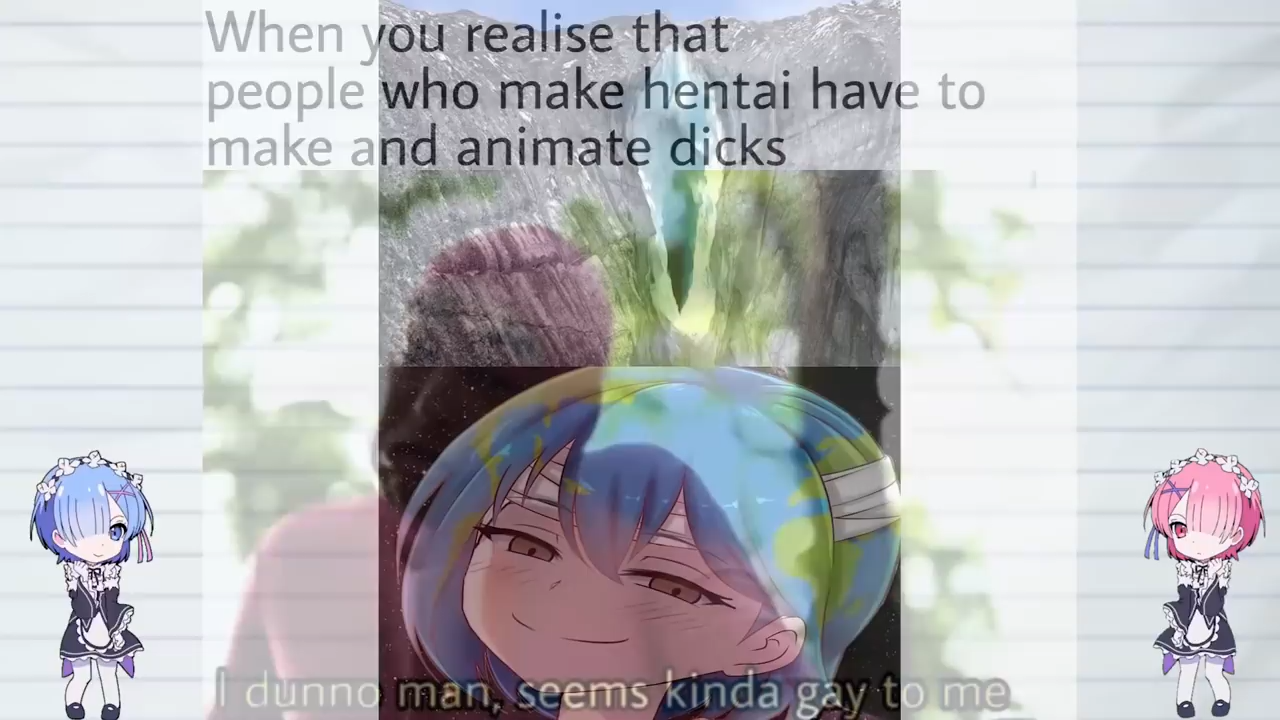 When you realise that
people who make hentai have to
make and animate dicks
I dunno man, seems kinda gay to me